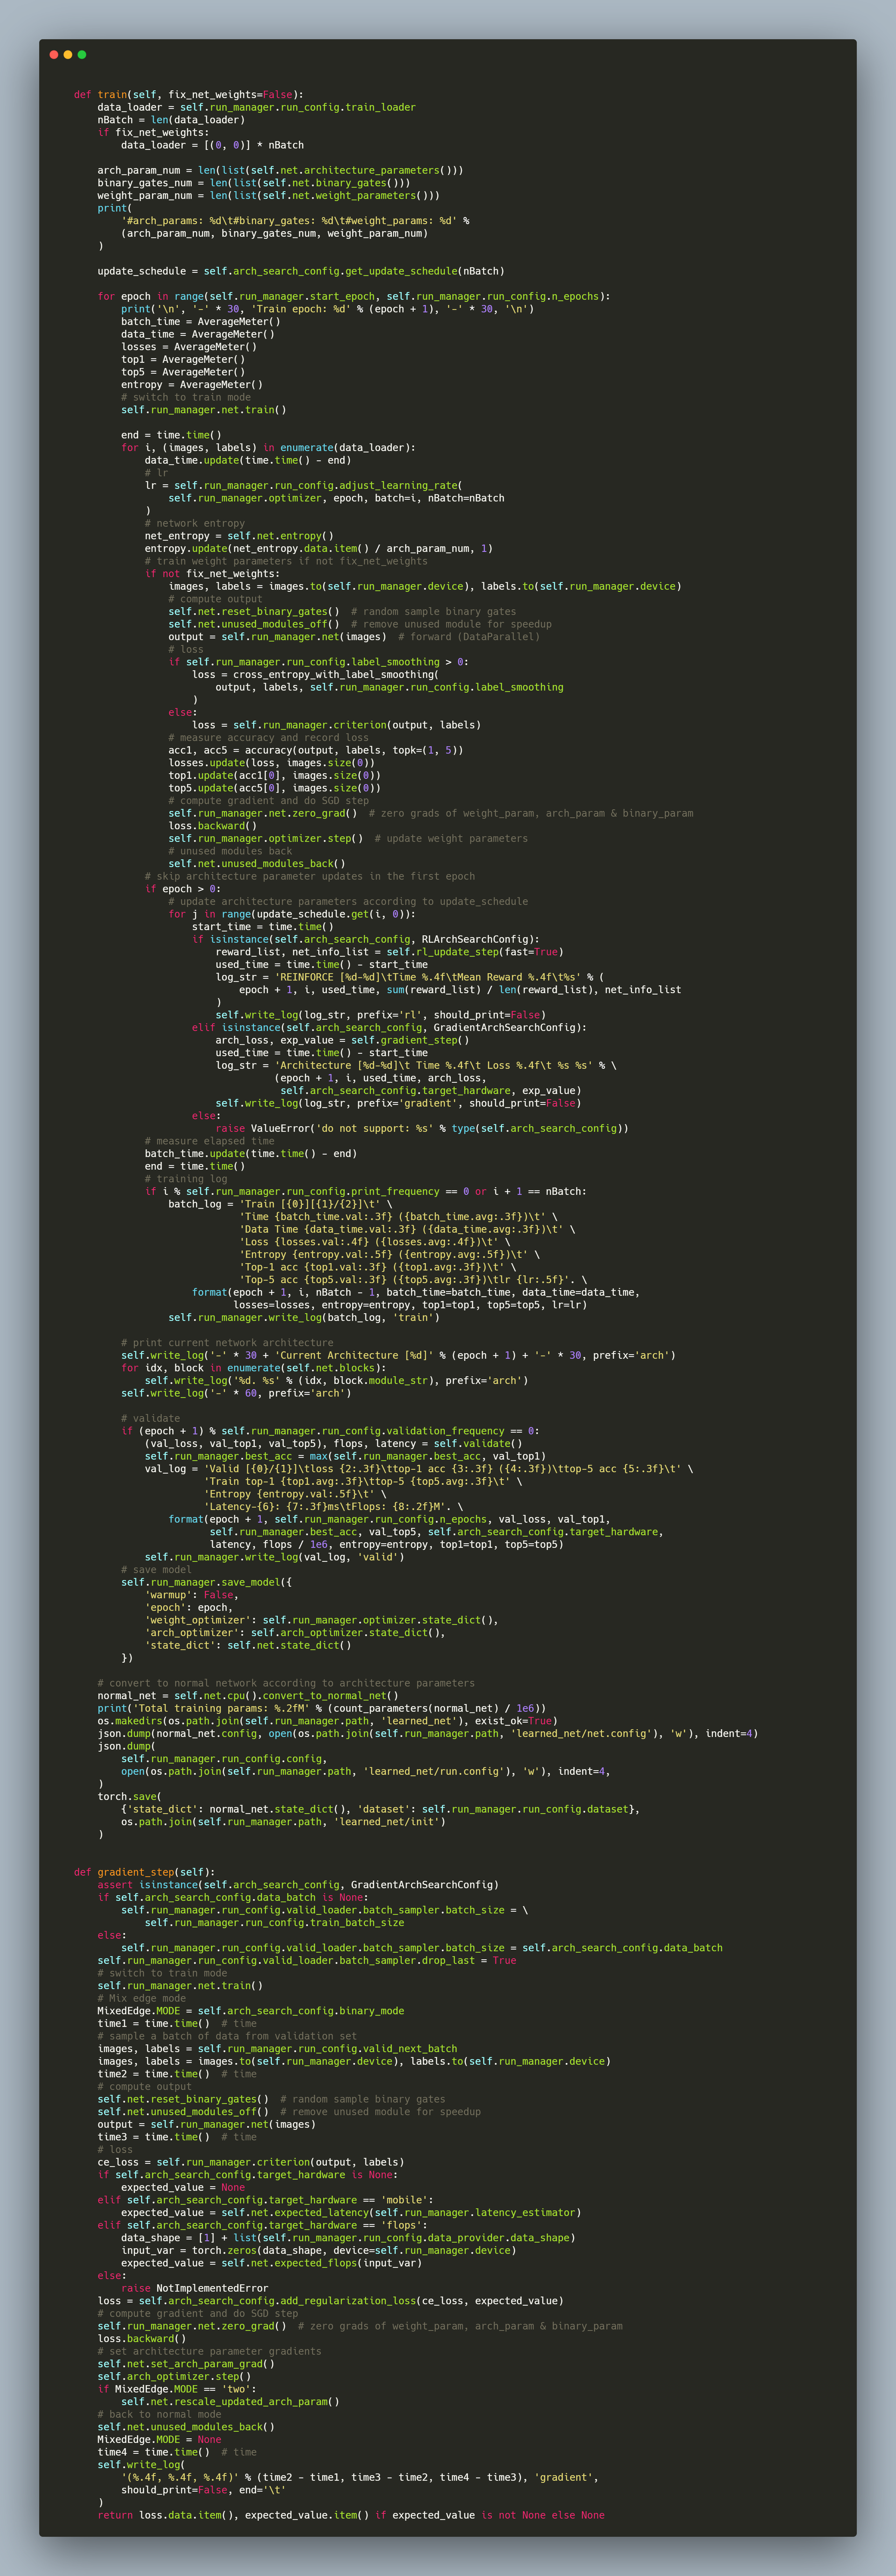 def train(self, fix_net_weights=False):
    data_loader = self.run_manager.run_config.train_loader
    nBatch = len(data_loader)
    if fix_net_weights:
        data_loader = [(0, 0)] * nBatch

    arch_param_num = len(list(self.net.architecture_parameters()))
    binary_gates_num = len(list(self.net.binary_gates()))
    weight_param_num = len(list(self.net.weight_parameters()))
    print(
        '#arch_params: %d\t#binary_gates: %d\t#weight_params: %d' %
        (arch_param_num, binary_gates_num, weight_param_num)
    )

    update_schedule = self.arch_search_config.get_update_schedule(nBatch)

    for epoch in range(self.run_manager.start_epoch, self.run_manager.run_config.n_epochs):
        print('\n', '-' * 30, 'Train epoch: %d' % (epoch + 1), '-' * 30, '\n')
        batch_time = AverageMeter()
        data_time = AverageMeter()
        losses = AverageMeter()
        top1 = AverageMeter()
        top5 = AverageMeter()
        entropy = AverageMeter()
        # switch to train mode
        self.run_manager.net.train()

        end = time.time()
        for i, (images, labels) in enumerate(data_loader):
            data_time.update(time.time() - end)
            # lr
            lr = self.run_manager.run_config.adjust_learning_rate(
                self.run_manager.optimizer, epoch, batch=i, nBatch=nBatch
            )
            # network entropy
            net_entropy = self.net.entropy()
            entropy.update(net_entropy.data.item() / arch_param_num, 1)
            # train weight parameters if not fix_net_weights
            if not fix_net_weights:
                images, labels = images.to(self.run_manager.device), labels.to(self.run_manager.device)
                # compute output
                self.net.reset_binary_gates()  # random sample binary gates
                self.net.unused_modules_off()  # remove unused module for speedup
                output = self.run_manager.net(images)  # forward (DataParallel)
                # loss
                if self.run_manager.run_config.label_smoothing > 0:
                    loss = cross_entropy_with_label_smoothing(
                        output, labels, self.run_manager.run_config.label_smoothing
                    )
                else:
                    loss = self.run_manager.criterion(output, labels)
                # measure accuracy and record loss
                acc1, acc5 = accuracy(output, labels, topk=(1, 5))
                losses.update(loss, images.size(0))
                top1.update(acc1[0], images.size(0))
                top5.update(acc5[0], images.size(0))
                # compute gradient and do SGD step
                self.run_manager.net.zero_grad()  # zero grads of weight_param, arch_param & binary_param
                loss.backward()
                self.run_manager.optimizer.step()  # update weight parameters
                # unused modules back
                self.net.unused_modules_back()
            # skip architecture parameter updates in the first epoch
            if epoch > 0:
                # update architecture parameters according to update_schedule
                for j in range(update_schedule.get(i, 0)):
                    start_time = time.time()
                    if isinstance(self.arch_search_config, RLArchSearchConfig):
                        reward_list, net_info_list = self.rl_update_step(fast=True)
                        used_time = time.time() - start_time
                        log_str = 'REINFORCE [%d-%d]\tTime %.4f\tMean Reward %.4f\t%s' % (
                            epoch + 1, i, used_time, sum(reward_list) / len(reward_list), net_info_list
                        )
                        self.write_log(log_str, prefix='rl', should_print=False)
                    elif isinstance(self.arch_search_config, GradientArchSearchConfig):
                        arch_loss, exp_value = self.gradient_step()
                        used_time = time.time() - start_time
                        log_str = 'Architecture [%d-%d]\t Time %.4f\t Loss %.4f\t %s %s' % \
                                  (epoch + 1, i, used_time, arch_loss,
                                   self.arch_search_config.target_hardware, exp_value)
                        self.write_log(log_str, prefix='gradient', should_print=False)
                    else:
                        raise ValueError('do not support: %s' % type(self.arch_search_config))
            # measure elapsed time
            batch_time.update(time.time() - end)
            end = time.time()
            # training log
            if i % self.run_manager.run_config.print_frequency == 0 or i + 1 == nBatch:
                batch_log = 'Train [{0}][{1}/{2}]\t' \
                            'Time {batch_time.val:.3f} ({batch_time.avg:.3f})\t' \
                            'Data Time {data_time.val:.3f} ({data_time.avg:.3f})\t' \
                            'Loss {losses.val:.4f} ({losses.avg:.4f})\t' \
                            'Entropy {entropy.val:.5f} ({entropy.avg:.5f})\t' \
                            'Top-1 acc {top1.val:.3f} ({top1.avg:.3f})\t' \
                            'Top-5 acc {top5.val:.3f} ({top5.avg:.3f})\tlr {lr:.5f}'. \
                    format(epoch + 1, i, nBatch - 1, batch_time=batch_time, data_time=data_time,
                           losses=losses, entropy=entropy, top1=top1, top5=top5, lr=lr)
                self.run_manager.write_log(batch_log, 'train')

        # print current network architecture
        self.write_log('-' * 30 + 'Current Architecture [%d]' % (epoch + 1) + '-' * 30, prefix='arch')
        for idx, block in enumerate(self.net.blocks):
            self.write_log('%d. %s' % (idx, block.module_str), prefix='arch')
        self.write_log('-' * 60, prefix='arch')

        # validate
        if (epoch + 1) % self.run_manager.run_config.validation_frequency == 0:
            (val_loss, val_top1, val_top5), flops, latency = self.validate()
            self.run_manager.best_acc = max(self.run_manager.best_acc, val_top1)
            val_log = 'Valid [{0}/{1}]\tloss {2:.3f}\ttop-1 acc {3:.3f} ({4:.3f})\ttop-5 acc {5:.3f}\t' \
                      'Train top-1 {top1.avg:.3f}\ttop-5 {top5.avg:.3f}\t' \
                      'Entropy {entropy.val:.5f}\t' \
                      'Latency-{6}: {7:.3f}ms\tFlops: {8:.2f}M'. \
                format(epoch + 1, self.run_manager.run_config.n_epochs, val_loss, val_top1,
                       self.run_manager.best_acc, val_top5, self.arch_search_config.target_hardware,
                       latency, flops / 1e6, entropy=entropy, top1=top1, top5=top5)
            self.run_manager.write_log(val_log, 'valid')
        # save model
        self.run_manager.save_model({
            'warmup': False,
            'epoch': epoch,
            'weight_optimizer': self.run_manager.optimizer.state_dict(),
            'arch_optimizer': self.arch_optimizer.state_dict(),
            'state_dict': self.net.state_dict()
        })

    # convert to normal network according to architecture parameters
    normal_net = self.net.cpu().convert_to_normal_net()
    print('Total training params: %.2fM' % (count_parameters(normal_net) / 1e6))
    os.makedirs(os.path.join(self.run_manager.path, 'learned_net'), exist_ok=True)
    json.dump(normal_net.config, open(os.path.join(self.run_manager.path, 'learned_net/net.config'), 'w'), indent=4)
    json.dump(
        self.run_manager.run_config.config,
        open(os.path.join(self.run_manager.path, 'learned_net/run.config'), 'w'), indent=4,
    )
    torch.save(
        {'state_dict': normal_net.state_dict(), 'dataset': self.run_manager.run_config.dataset},
        os.path.join(self.run_manager.path, 'learned_net/init')
    )


def gradient_step(self):
    assert isinstance(self.arch_search_config, GradientArchSearchConfig)
    if self.arch_search_config.data_batch is None:
        self.run_manager.run_config.valid_loader.batch_sampler.batch_size = \
            self.run_manager.run_config.train_batch_size
    else:
        self.run_manager.run_config.valid_loader.batch_sampler.batch_size = self.arch_search_config.data_batch
    self.run_manager.run_config.valid_loader.batch_sampler.drop_last = True
    # switch to train mode
    self.run_manager.net.train()
    # Mix edge mode
    MixedEdge.MODE = self.arch_search_config.binary_mode
    time1 = time.time()  # time
    # sample a batch of data from validation set
    images, labels = self.run_manager.run_config.valid_next_batch
    images, labels = images.to(self.run_manager.device), labels.to(self.run_manager.device)
    time2 = time.time()  # time
    # compute output
    self.net.reset_binary_gates()  # random sample binary gates
    self.net.unused_modules_off()  # remove unused module for speedup
    output = self.run_manager.net(images)
    time3 = time.time()  # time
    # loss
    ce_loss = self.run_manager.criterion(output, labels)
    if self.arch_search_config.target_hardware is None:
        expected_value = None
    elif self.arch_search_config.target_hardware == 'mobile':
        expected_value = self.net.expected_latency(self.run_manager.latency_estimator)
    elif self.arch_search_config.target_hardware == 'flops':
        data_shape = [1] + list(self.run_manager.run_config.data_provider.data_shape)
        input_var = torch.zeros(data_shape, device=self.run_manager.device)
        expected_value = self.net.expected_flops(input_var)
    else:
        raise NotImplementedError
    loss = self.arch_search_config.add_regularization_loss(ce_loss, expected_value)
    # compute gradient and do SGD step
    self.run_manager.net.zero_grad()  # zero grads of weight_param, arch_param & binary_param
    loss.backward()
    # set architecture parameter gradients
    self.net.set_arch_param_grad()
    self.arch_optimizer.step()
    if MixedEdge.MODE == 'two':
        self.net.rescale_updated_arch_param()
    # back to normal mode
    self.net.unused_modules_back()
    MixedEdge.MODE = None
    time4 = time.time()  # time
    self.write_log(
        '(%.4f, %.4f, %.4f)' % (time2 - time1, time3 - time2, time4 - time3), 'gradient',
        should_print=False, end='\t'
    )
    return loss.data.item(), expected_value.item() if expected_value is not None else None